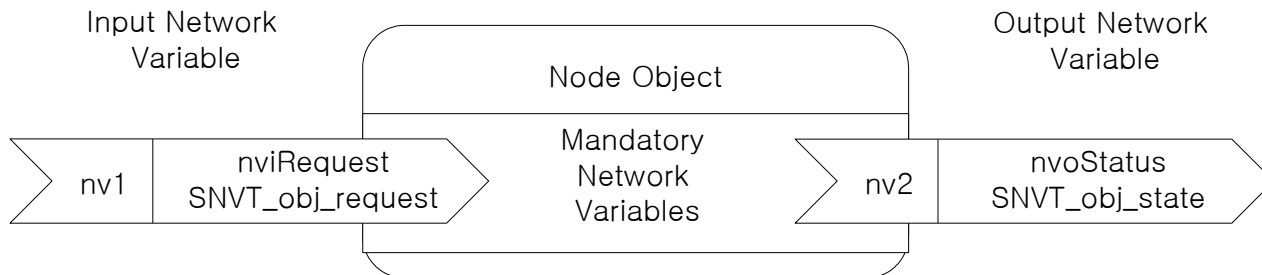 Input Network
Variable
Output Network
Variable
Node Object
Mandatory
Network
Variables
nv1
nviRequest
SNVT_obj_request
nv2
nvoStatus
SNVT_obj_state